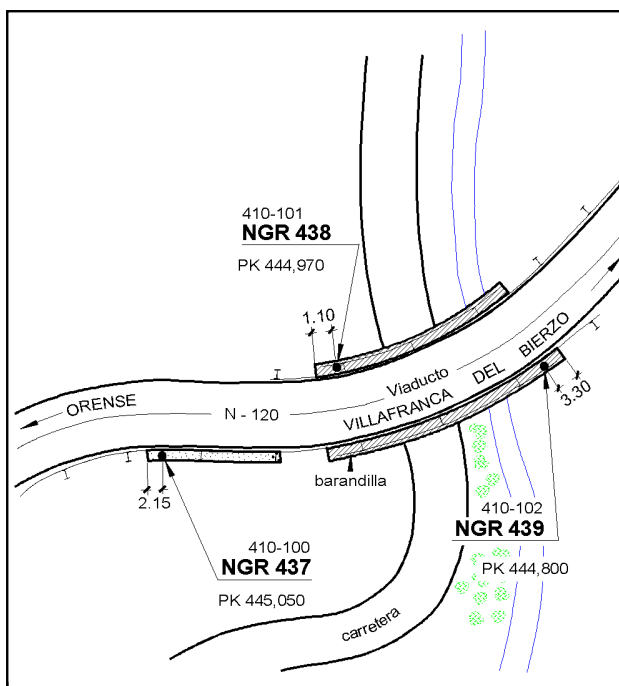 410-101
NGR 438
PK 444,970
1.10
ORENSE
N - 120
Viaducto
VILLAFRANCA DEL BIERZO
3.30
barandilla
2.15
410-100
NGR 437
PK 445,050
410-102
NGR 439
PK 444,800
carretera